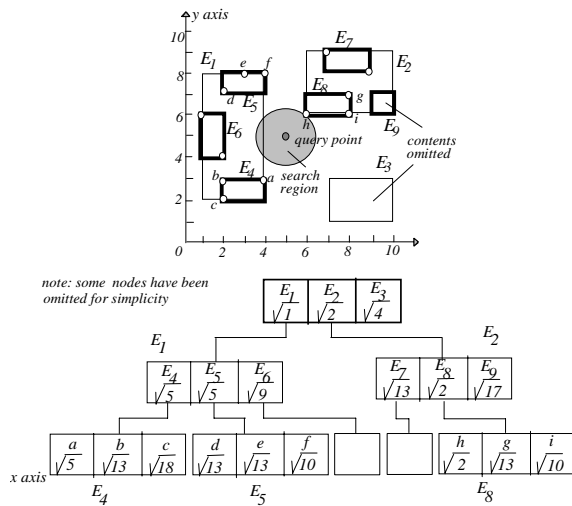 y axis
10
8
6
4
2
0
2
4
6
8
10
E1
e
f
d
E5
E6
b
E4
a
c
E7
E2
E8
g
h
i
E9
query point
search region
contents omitted
E3
x axis
note: some nodes have been
omitted for simplicity
E1 E2 E3
√1 √2 √4
E1
E2
E4 E5 E6
√5 √5 √9
E7 E8 E9
√13 √2 √17
a b c
√5 √13 √18
d e f
√13 √13 √10
h g i
√2 √13 √10
E4
E5
E8